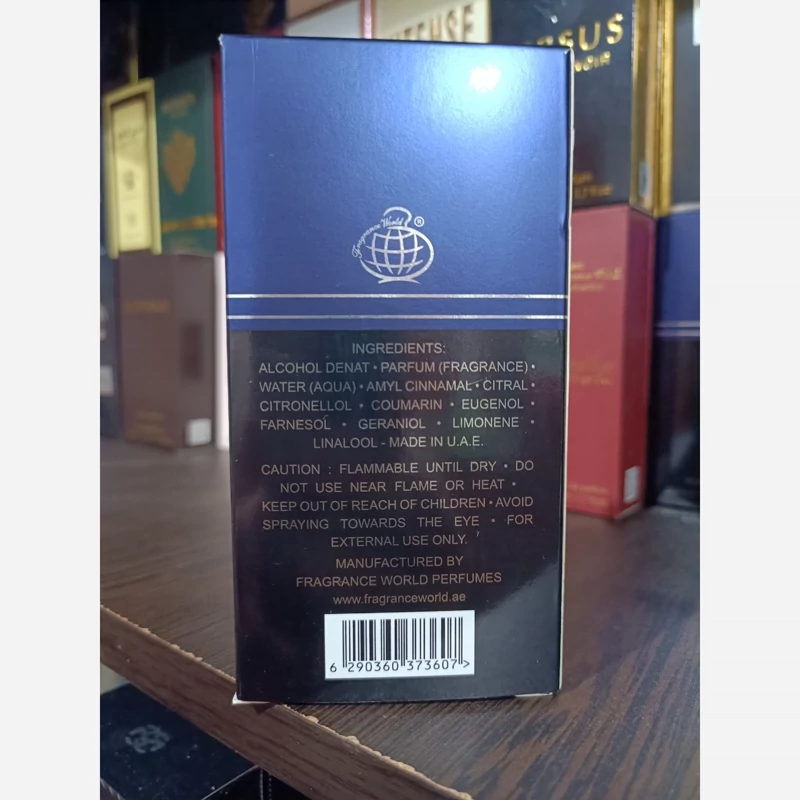 ENSE
RSUS
NOIR
Fragrance World ®
INGREDIENTS:
ALCOHOL DENAT • PARFUM (FRAGRANCE) •
WATER (AQUA) • AMYL CINNAMAL • CITRAL •
CITRONELLOL • COUMARIN • EUGENOL •
FARNESOL • GERANIOL • LIMONENE •
LINALOOL - MADE IN U.A.E.
CAUTION : FLAMMABLE UNTIL DRY • DO
NOT USE NEAR FLAME OR HEAT •
KEEP OUT OF REACH OF CHILDREN • AVOID
SPRAYING TOWARDS THE EYE • FOR
EXTERNAL USE ONLY.
MANUFACTURED BY
FRAGRANCE WORLD PERFUMES
www.fragranceworld.ae
6 290360 373607 >